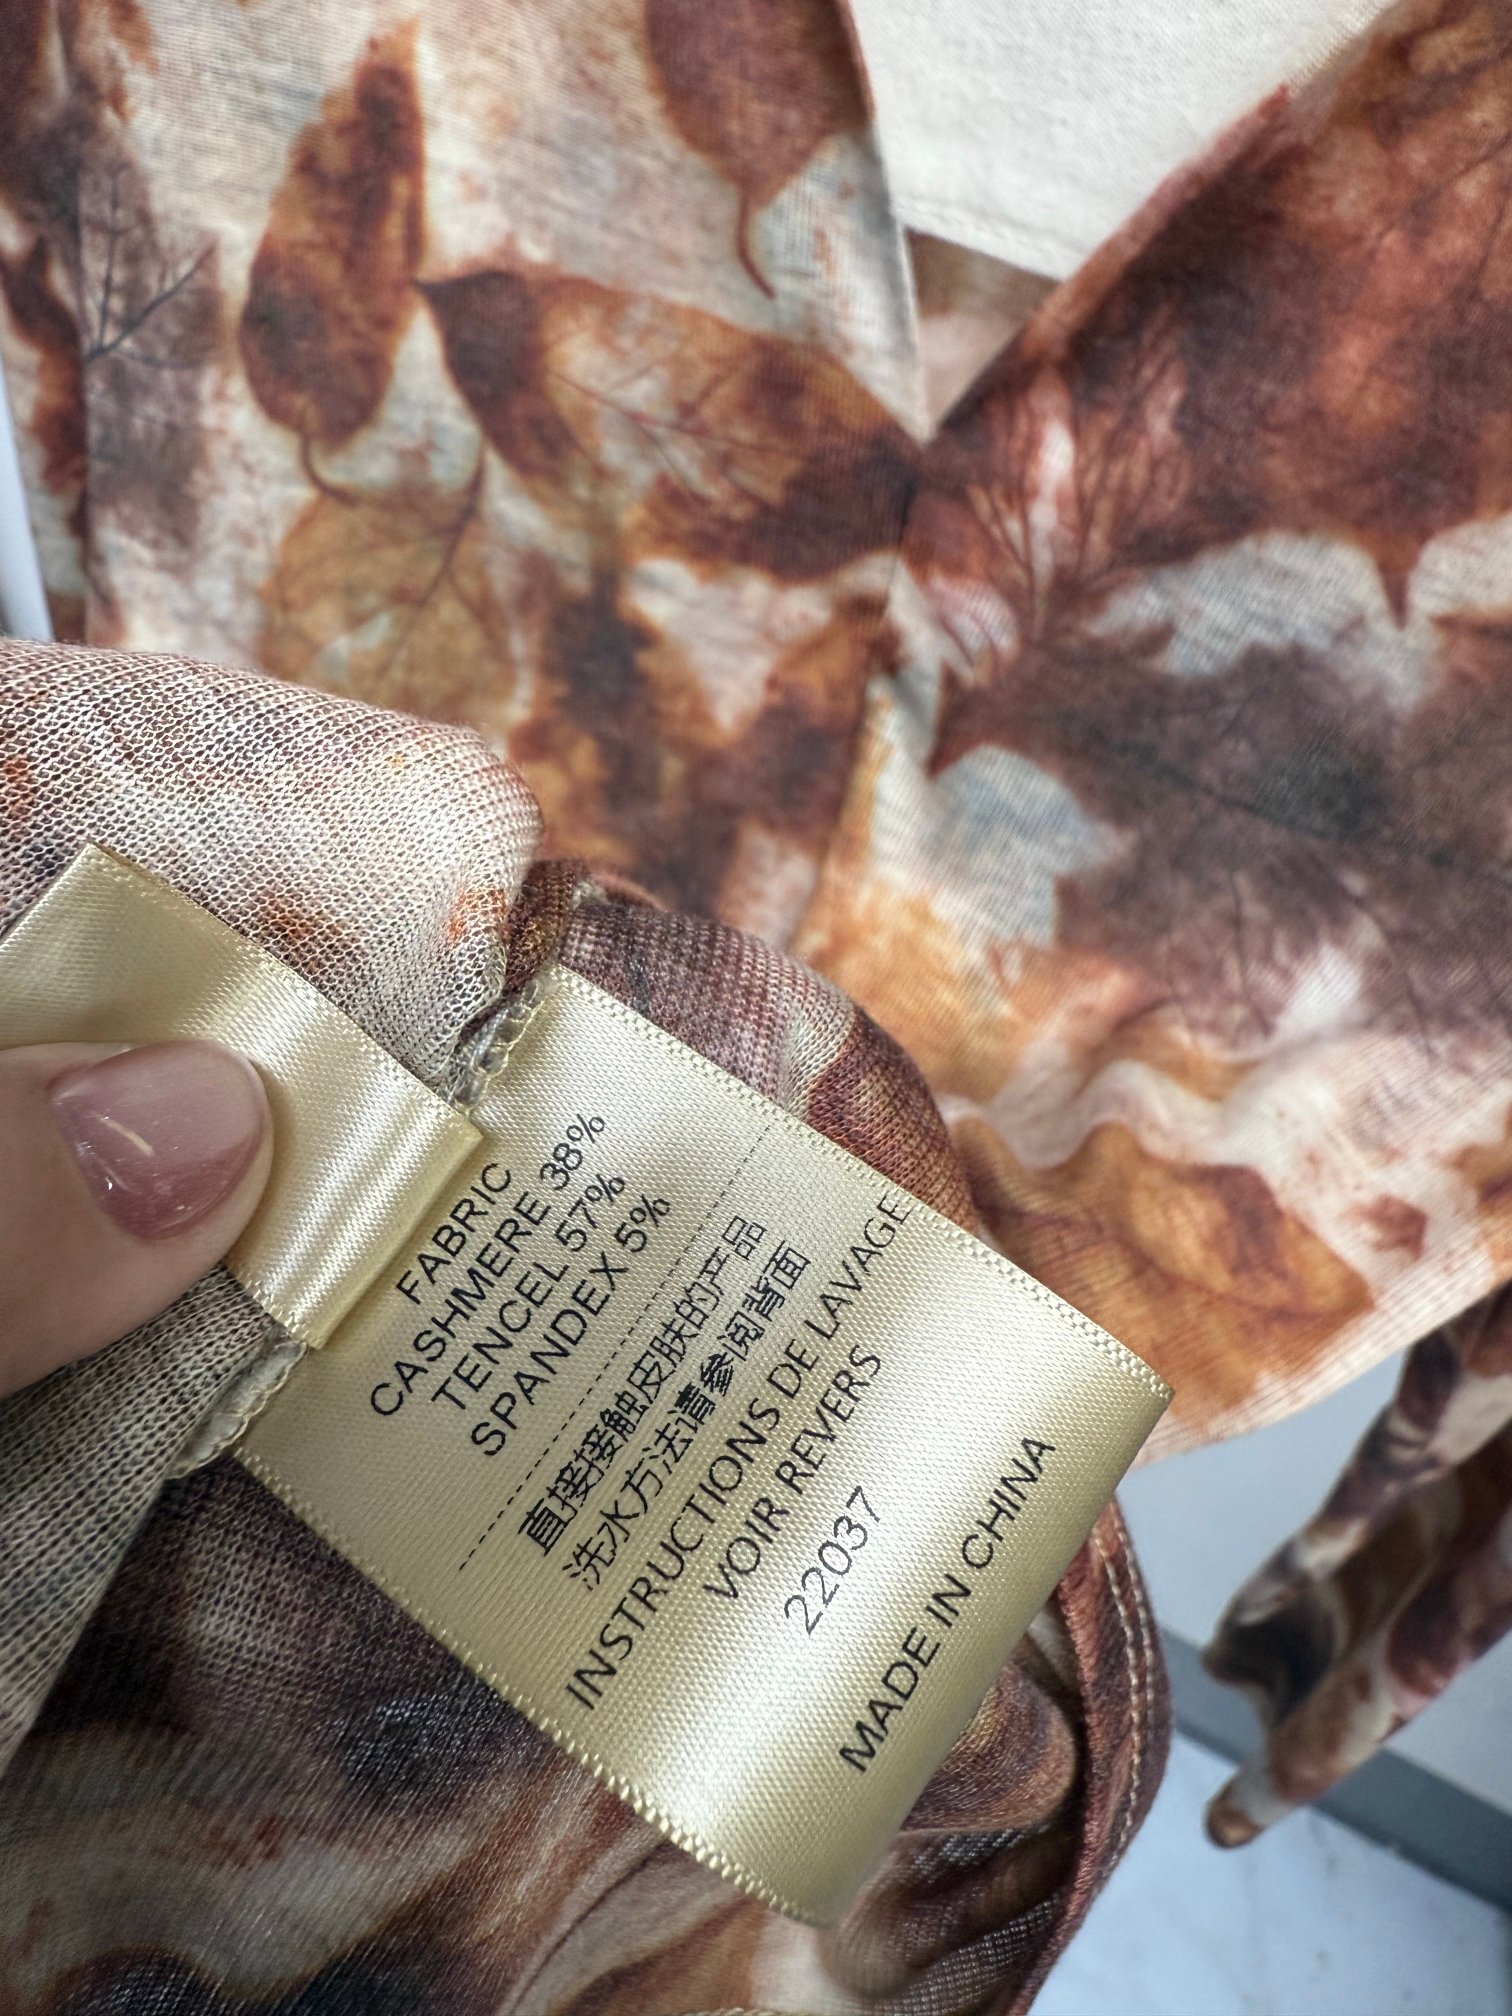 FABRIC
CASHMERE 38%
TENCEL 57%
SPANDEX 5%
直接接触皮肤的产品
洗水方法请参阅背面
INSTRUCTIONS DE LAVAGE
VOIR REVERS
22037
MADE IN CHINA